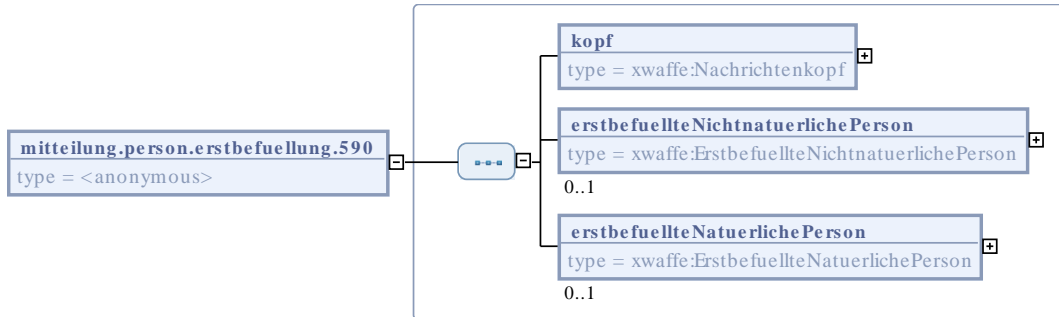 kopf
type = xwaffe:Nachrichtenkopf
mitteilung.person.erstbefuellung.590
type = <anonymous>
erstbefuellteNichtnatuerlichePerson
type = xwaffe:ErstbefuellteNichtnatuerlichePerson
0..1
erstbefuellteNatuerlichePerson
type = xwaffe:ErstbefuellteNatuerlichePerson
0..1